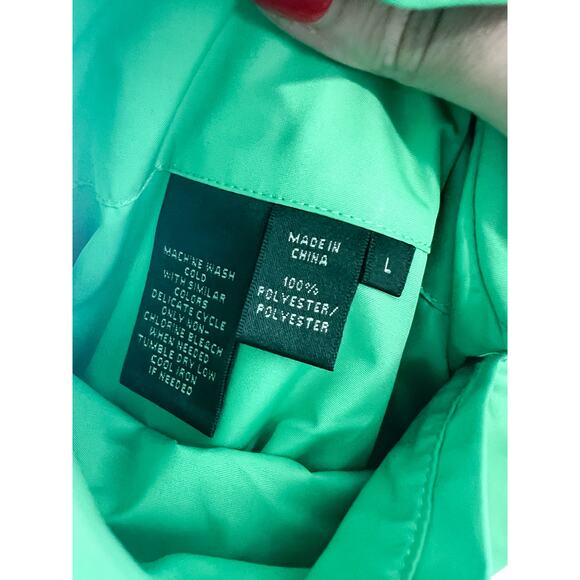 MACHINE WASH
COLD
WITH SIMILAR
COLORS
DELICATE CYCLE
ONLY NON-
CHLORINE BLEACH
WHEN NEEDED
TUMBLE DRY LOW
COOL IRON
IF NEEDED
MADE IN
CHINA
100%
POLYESTER/
POLYESTER
L